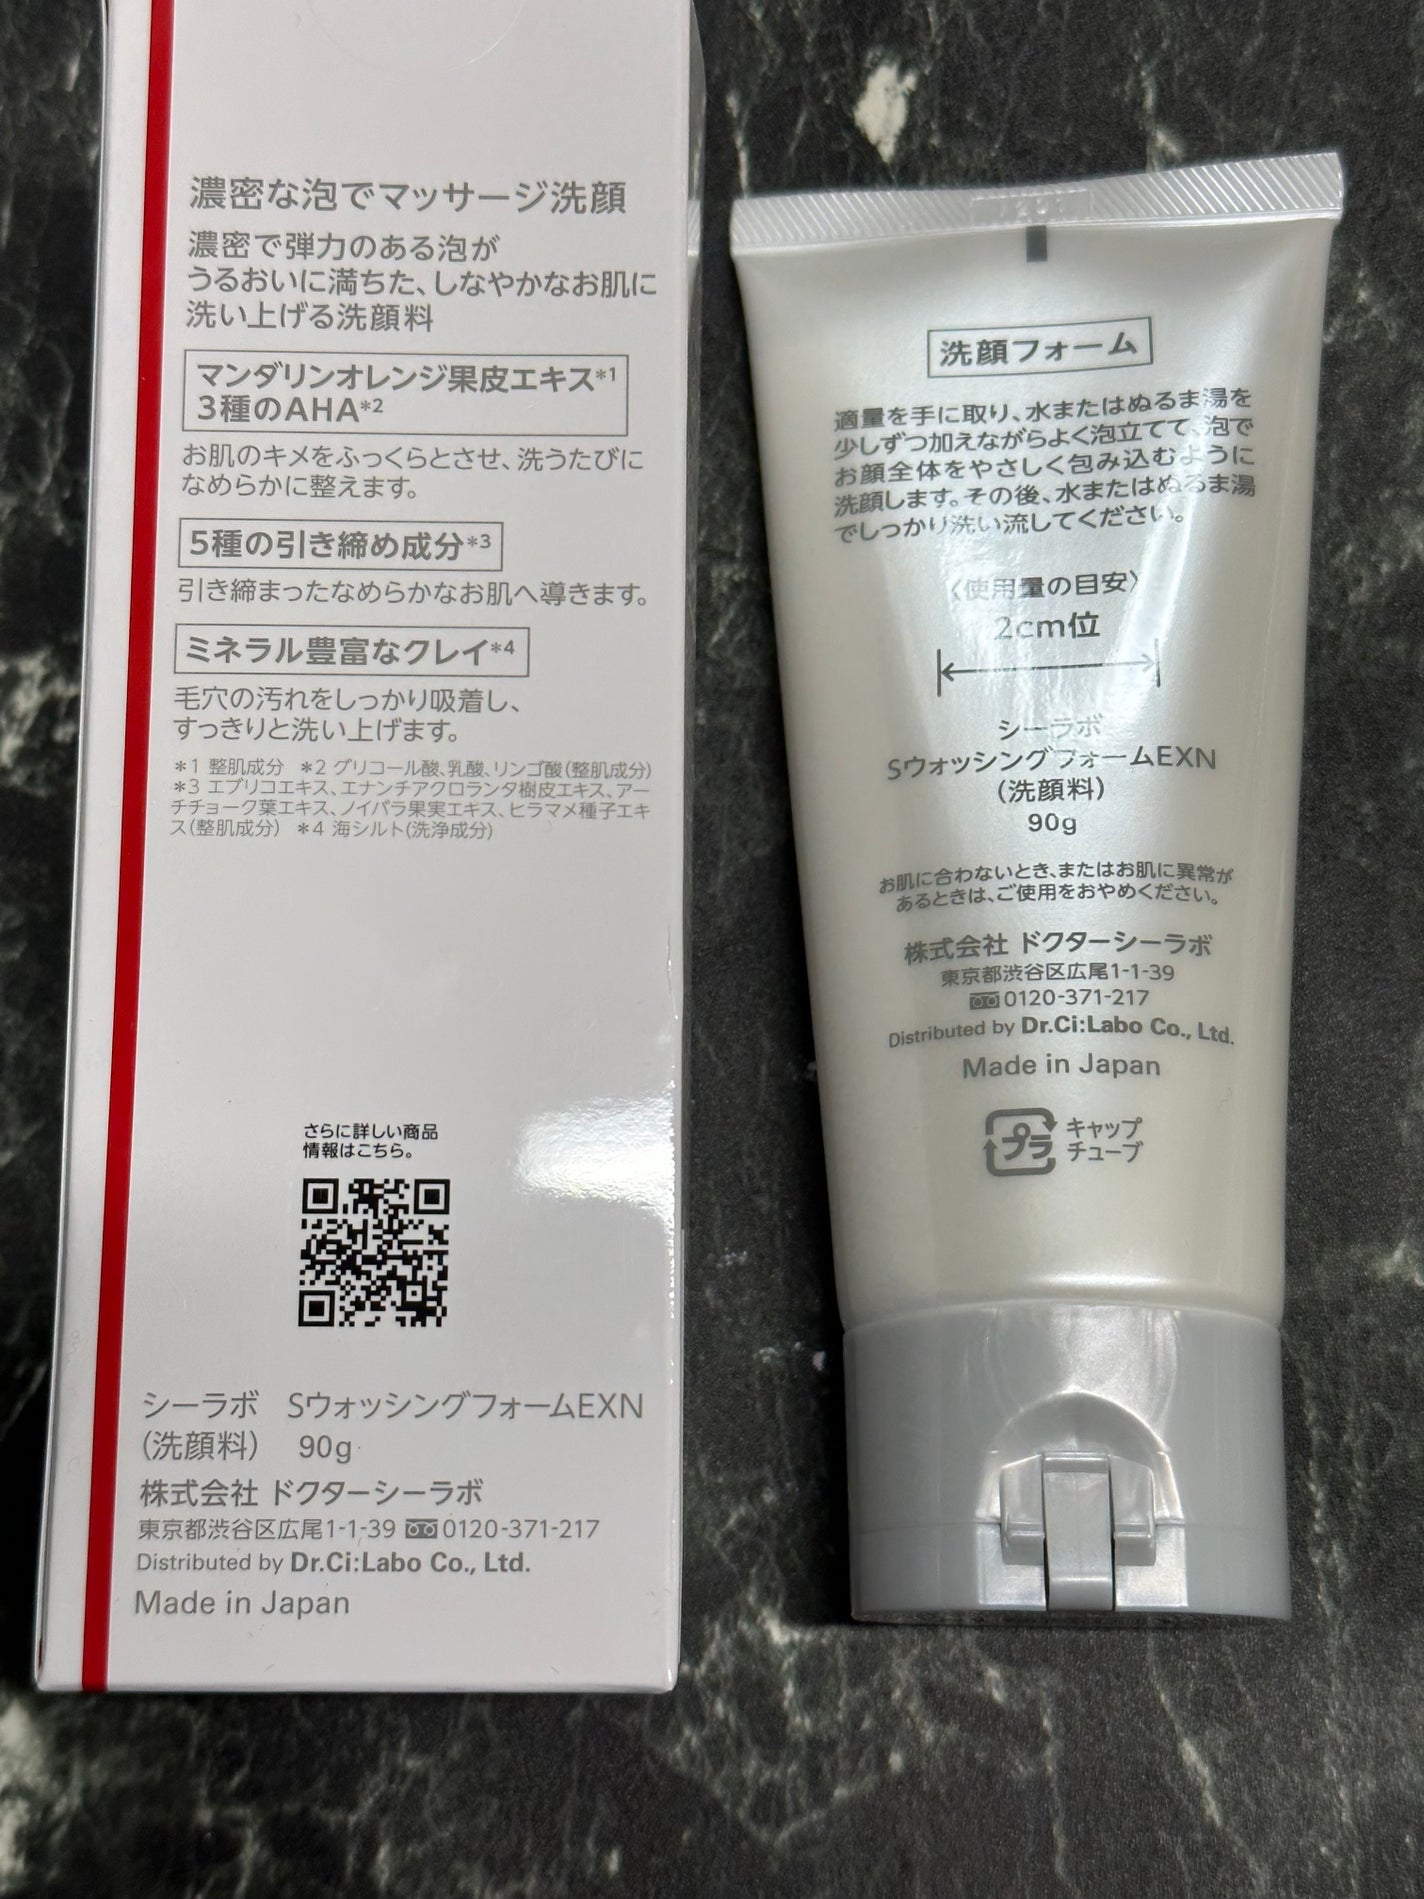 濃密な泡でマッサージ洗顔
濃密で弾力のある泡が
うるおいに満ちた、しなやかなお肌に
洗い上げる洗顔料
マンダリンオレンジ果皮エキス*1
3種のAHA*2
お肌のキメをふっくらとさせ、洗うたびに
なめらかに整えます。
5種の引き締め成分*3
引き締まったなめらかなお肌へ導きます。
ミネラル豊富なクレイ*4
毛穴の汚れをしっかり吸着し、
すっきりと洗い上げます。
*1 整肌成分 *2 グリコール酸、乳酸、リンゴ酸(整肌成分)
*3 エブリコエキス、エナンチアクロランタ樹皮エキス、アー
チチョーク葉エキス、ノイバラ果実エキス、ヒラマメ種子エキ
ス(整肌成分) *4 海シルト(洗浄成分)
さらに詳しい商品
情報はこちら。
シーラボ SウォッシングフォームEXN
(洗顔料) 90g
株式会社 ドクターシーラボ
東京都渋谷区広尾1-1-39 0120-371-217
Distributed by Dr.Ci:Labo Co., Ltd.
Made in Japan
洗顔フォーム
適量を手に取り、水またはぬるま湯を
少しずつ加えながらよく泡立てて、泡で
お顔全体をやさしく包み込むように
洗顔します。その後、水またはぬるま湯
でしっかり洗い流してください。
〈使用量の目安〉
2cm位
シーラボ
SウォッシングフォームEXN
(洗顔料)
90g
お肌に合わないとき、またはお肌に異常が
あるときは、ご使用をおやめください。
株式会社 ドクターシーラボ
東京都渋谷区広尾1-1-39
0120-371-217
Distributed by Dr.Ci:Labo Co., Ltd.
Made in Japan
プラ
キャップ
チューブ